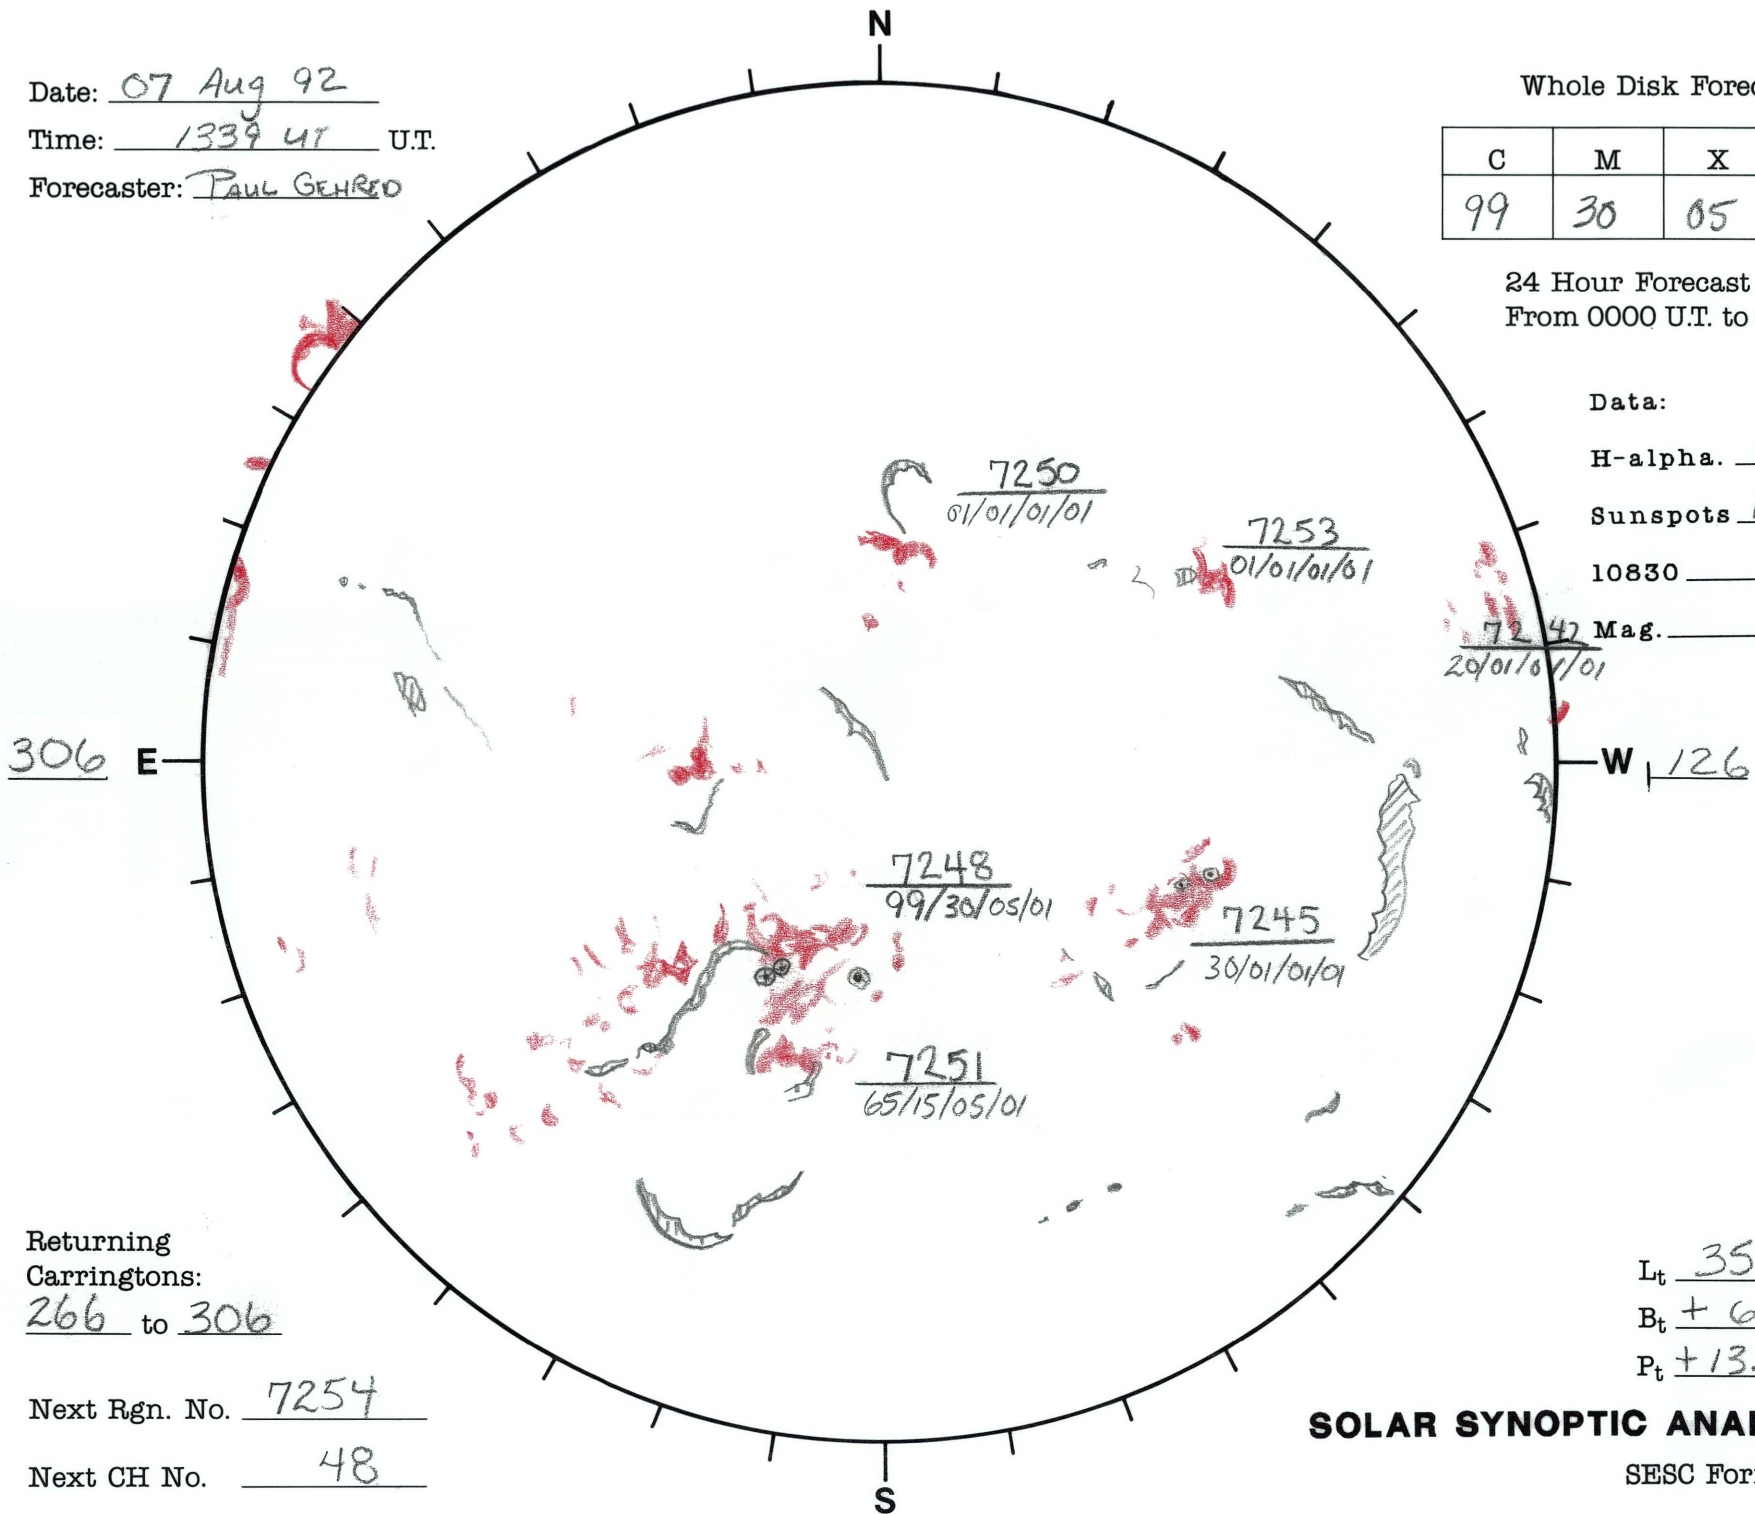 N
Date: 07 Aug 92
Time: 1339 UT U.T.
Forecaster: PAUL GEHRED
Whole Disk Forec
C M X
99 30 05
24 Hour Forecast
From 0000 U.T. to
Data:
H-alpha.
Sunspots
10830
Mag.
7250
01/01/01/01
7253
01/01/01/01
7247
20/01/01/01
306 E
W 126
7248
99/30/05/01
7245
30/01/01/01
7251
65/15/05/01
Returning
Carringtons:
266 to 306
Next Rgn. No. 7254
Next CH No. 48
Lt 35
Bt + 6
Pt +13.
SOLAR SYNOPTIC ANA
SESC For
S